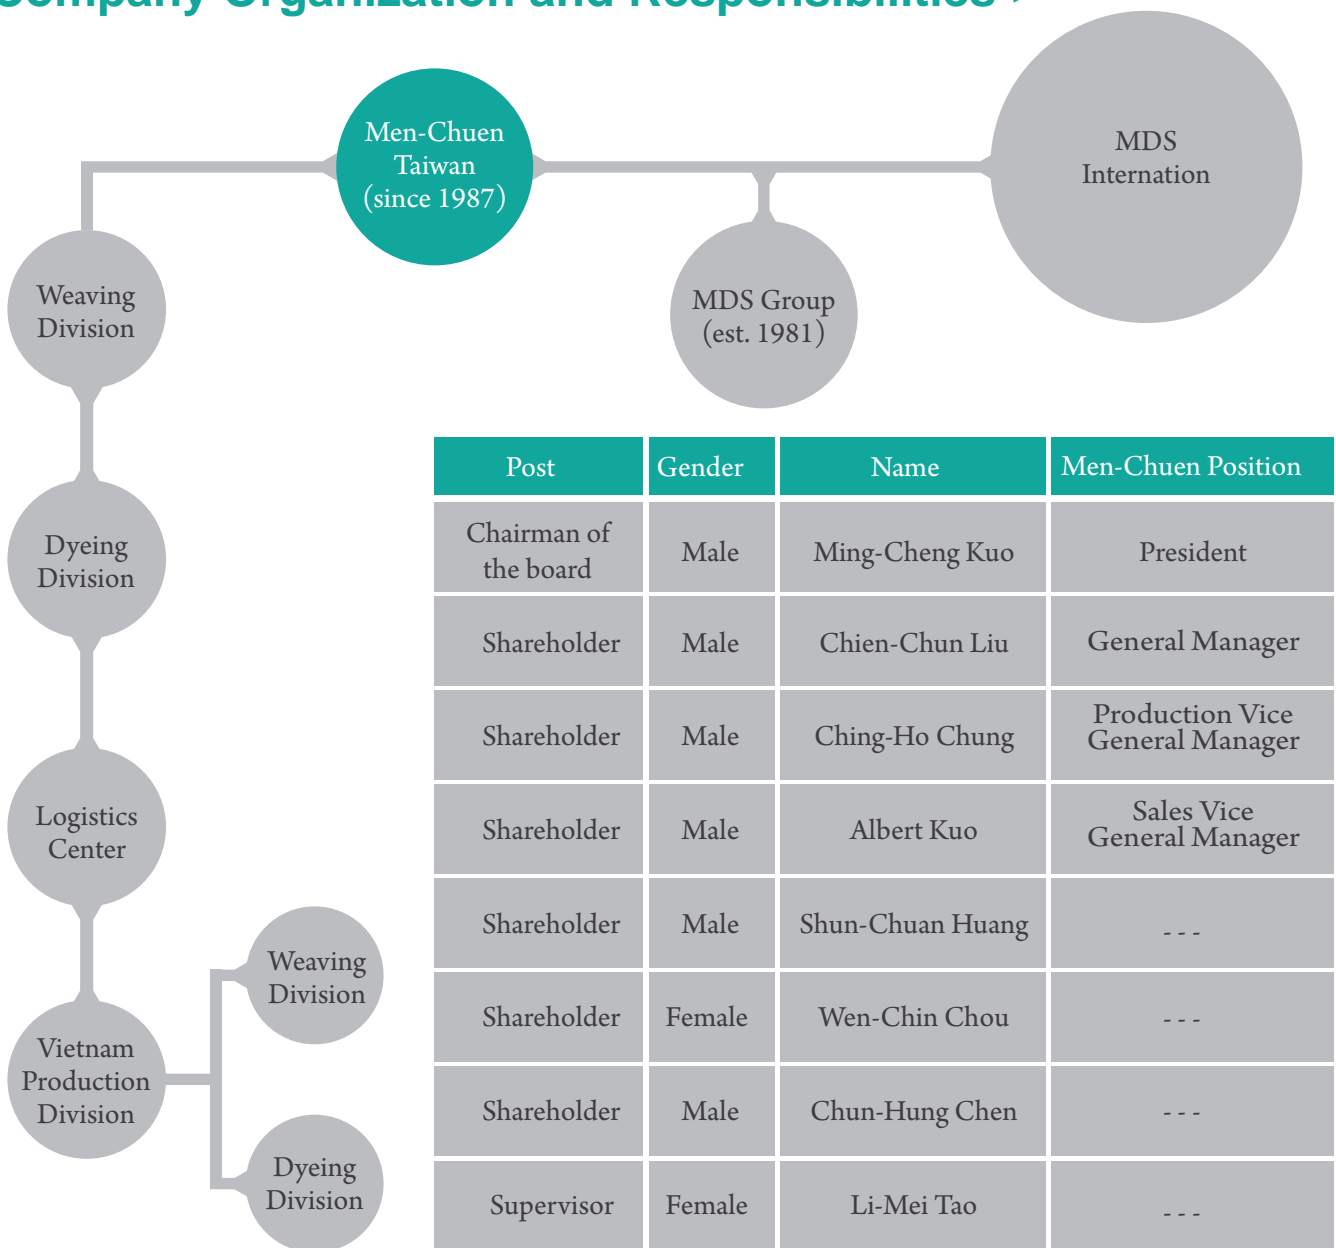 Company Organization and Responsibilities
Men-Chuen
Taiwan
(since 1987)
MDS
Internation
MDS Group
(est. 1981)
Weaving
Division
Dyeing
Division
Logistics
Center
Vietnam
Production
Division
Weaving
Division
Dyeing
Division
Post Gender Name Men-Chuen Position
Chairman of
the board Male Ming-Cheng Kuo President
Shareholder Male Chien-Chun Liu General Manager
Shareholder Male Ching-Ho Chung Production Vice
General Manager
Shareholder Male Albert Kuo Sales Vice
General Manager
Shareholder Male Shun-Chuan Huang - - -
Shareholder Female Wen-Chin Chou - - -
Shareholder Male Chun-Hung Chen - - -
Supervisor Female Li-Mei Tao - - -